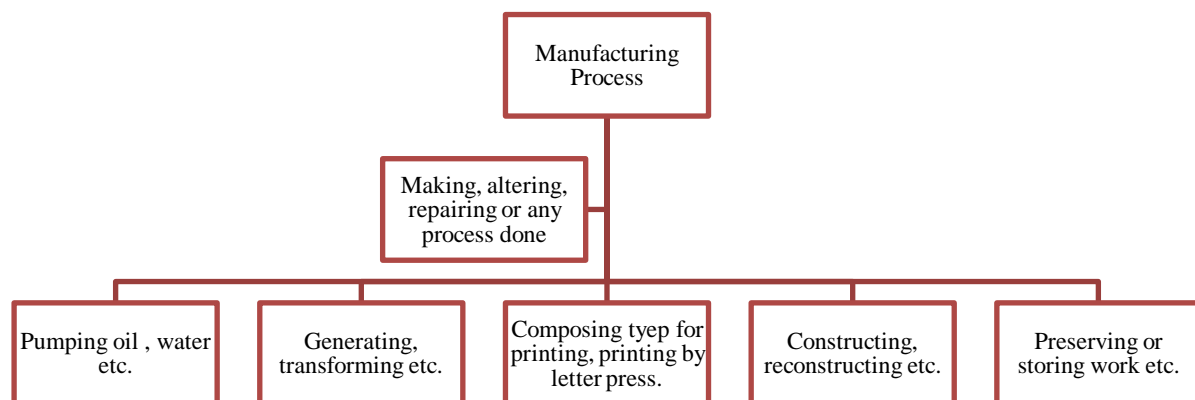 Manufacturing
Process
Making, altering,
repairing or any
process done
Pumping oil , water
etc.
Generating,
transforming etc.
Composing tyep for
printing, printing by
letter press.
Constructing,
reconstructing etc.
Preserving or
storing work etc.